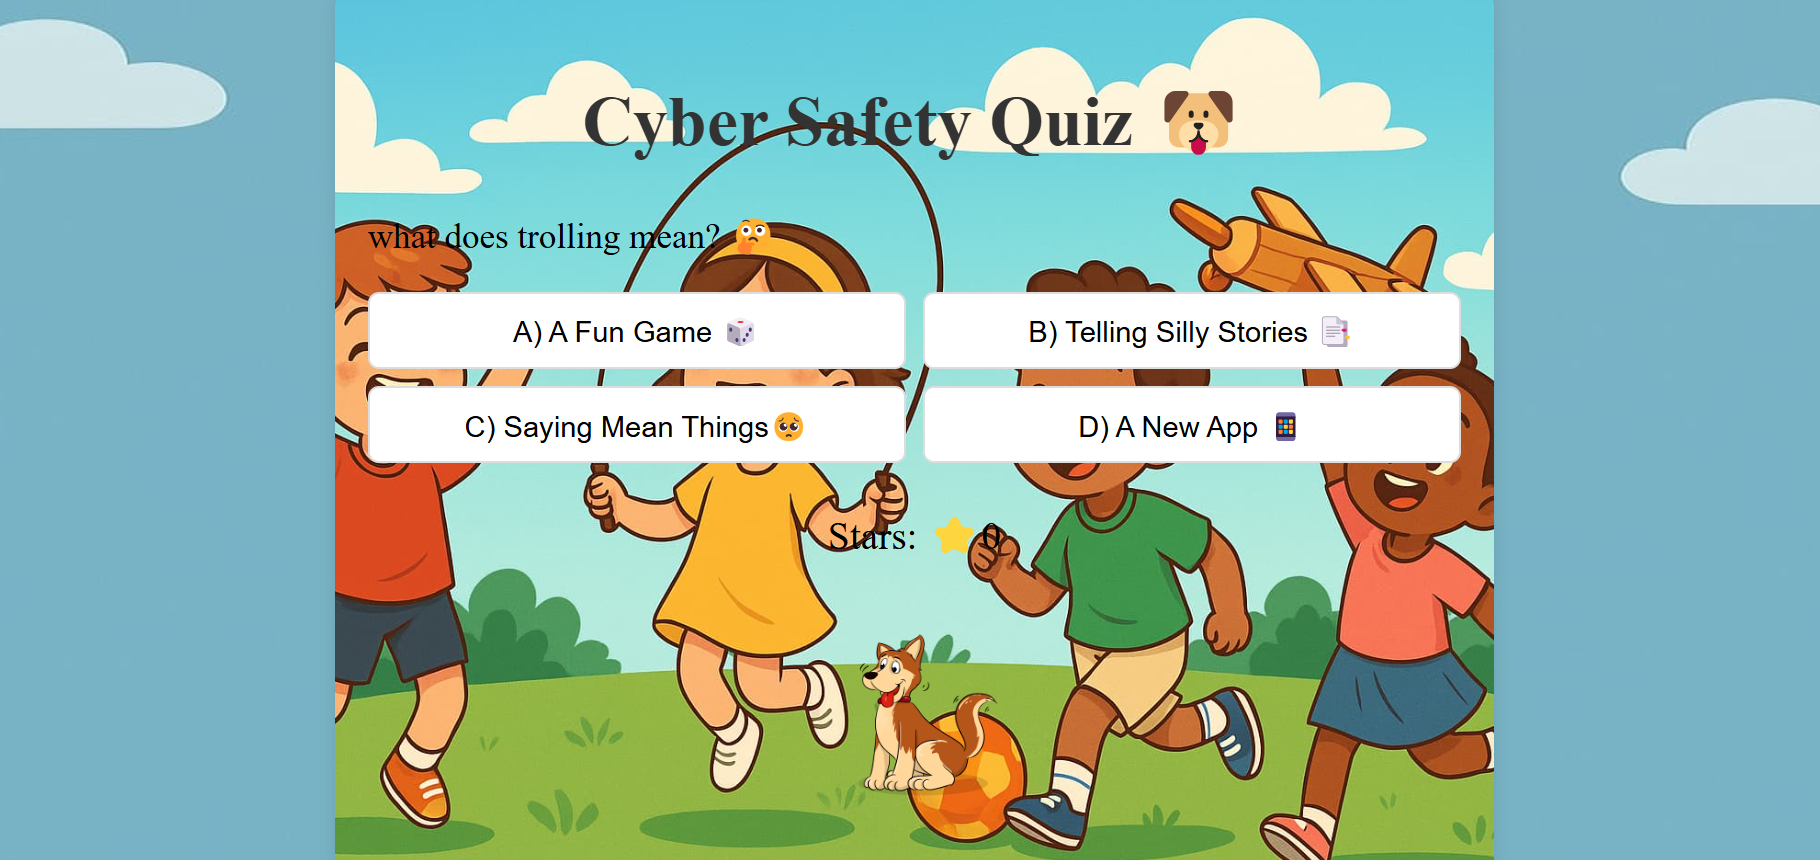 Cyber Safety Quiz 🐶
what does trolling mean? 🤔
A) A Fun Game 🎲
B) Telling Silly Stories 📑
C) Saying Mean Things🥺
D) A New App 📱
Stars: ⭐0